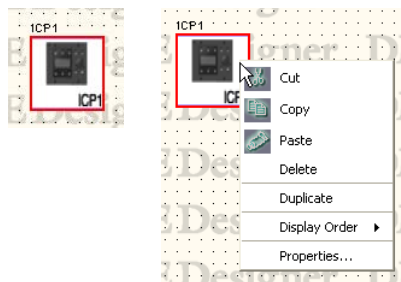 1CP1
ICP1
1CP1
ICP
Cut
Copy
Paste
Delete
Duplicate
Display Order
Properties...